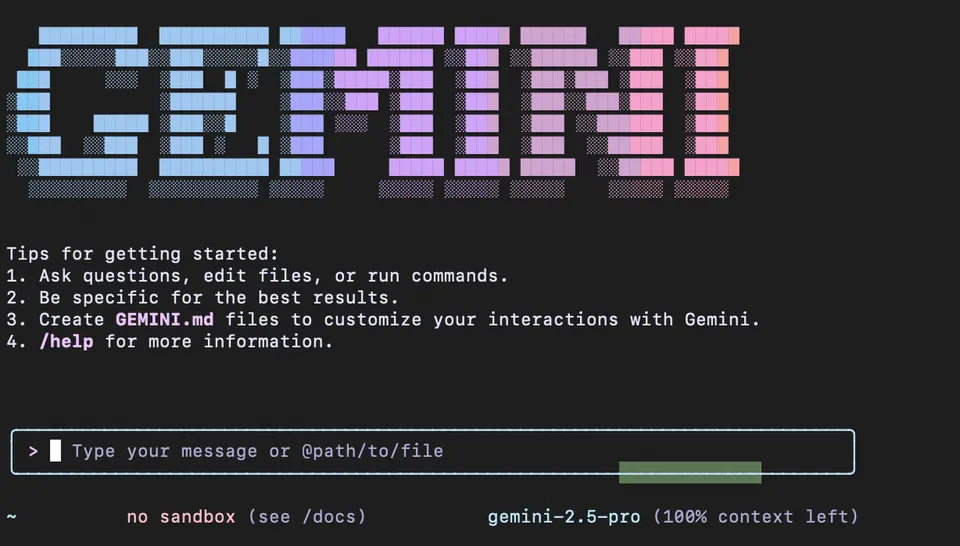 GEMINI
Tips for getting started:
1. Ask questions, edit files, or run commands.
2. Be specific for the best results.
3. Create GEMINI.md files to customize your interactions with Gemini.
4. /help for more information.
> Type your message or @path/to/file
~ no sandbox (see /docs) gemini-2.5-pro (100% context left)